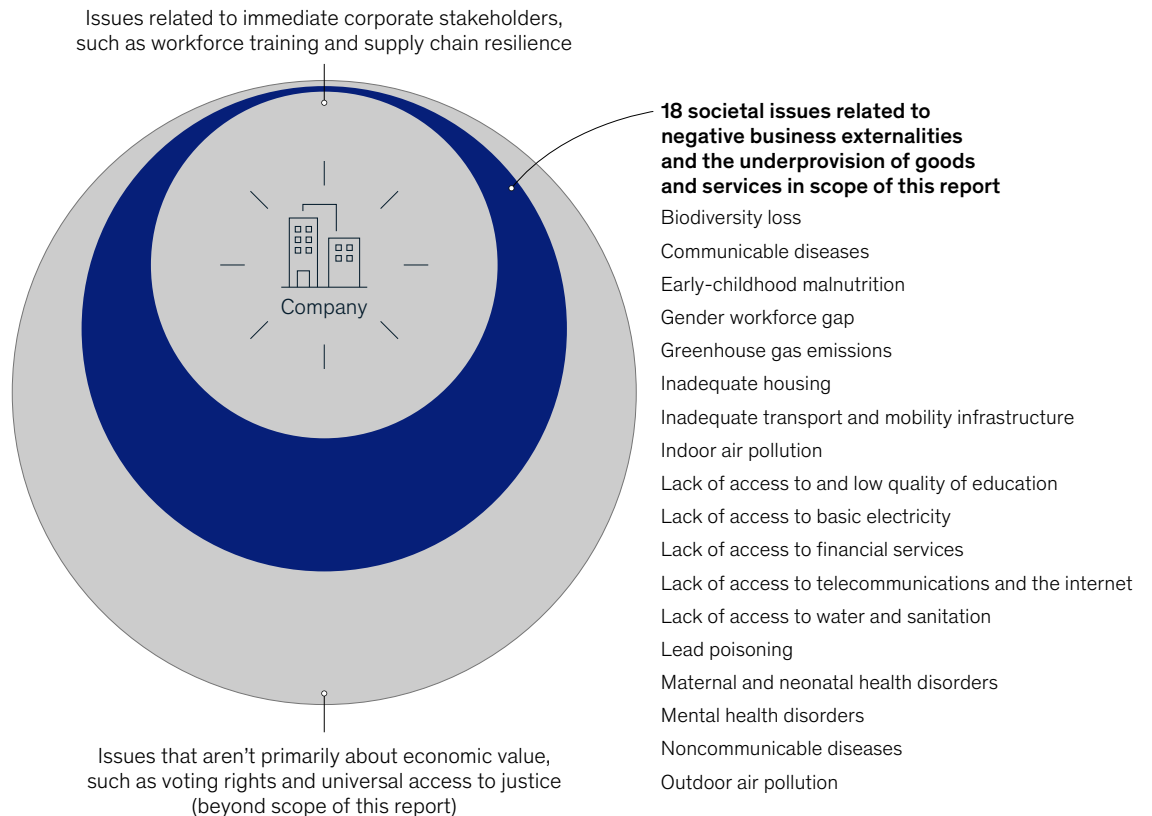 Issues related to immediate corporate stakeholders,
such as workforce training and supply chain resilience
Company
Issues that aren’t primarily about economic value,
such as voting rights and universal access to justice
(beyond scope of this report)
18 societal issues related to
negative business externalities
and the underprovision of goods
and services in scope of this report
Biodiversity loss
Communicable diseases
Early-childhood malnutrition
Gender workforce gap
Greenhouse gas emissions
Inadequate housing
Inadequate transport and mobility infrastructure
Indoor air pollution
Lack of access to and low quality of education
Lack of access to basic electricity
Lack of access to financial services
Lack of access to telecommunications and the internet
Lack of access to water and sanitation
Lead poisoning
Maternal and neonatal health disorders
Mental health disorders
Noncommunicable diseases
Outdoor air pollution